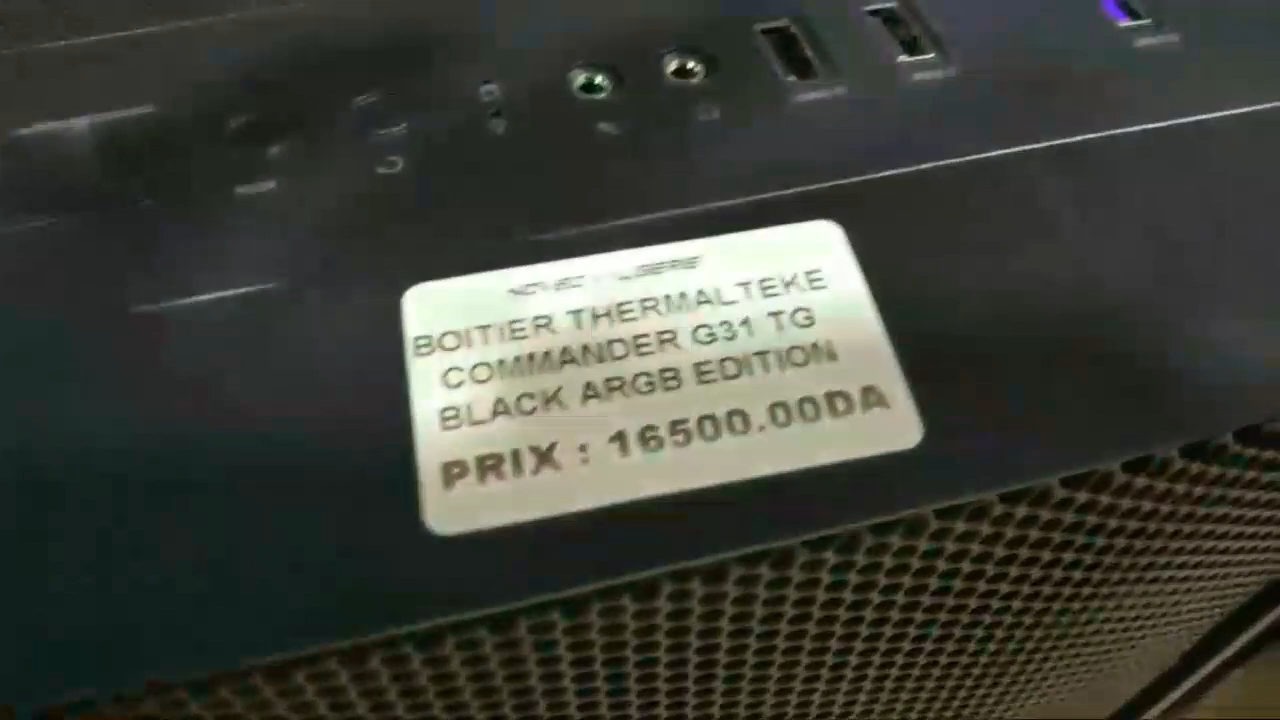 BOITIER THERMALTEKE
COMMANDER G31 TG
BLACK ARGB EDITION
PRIX : 16500.00DA